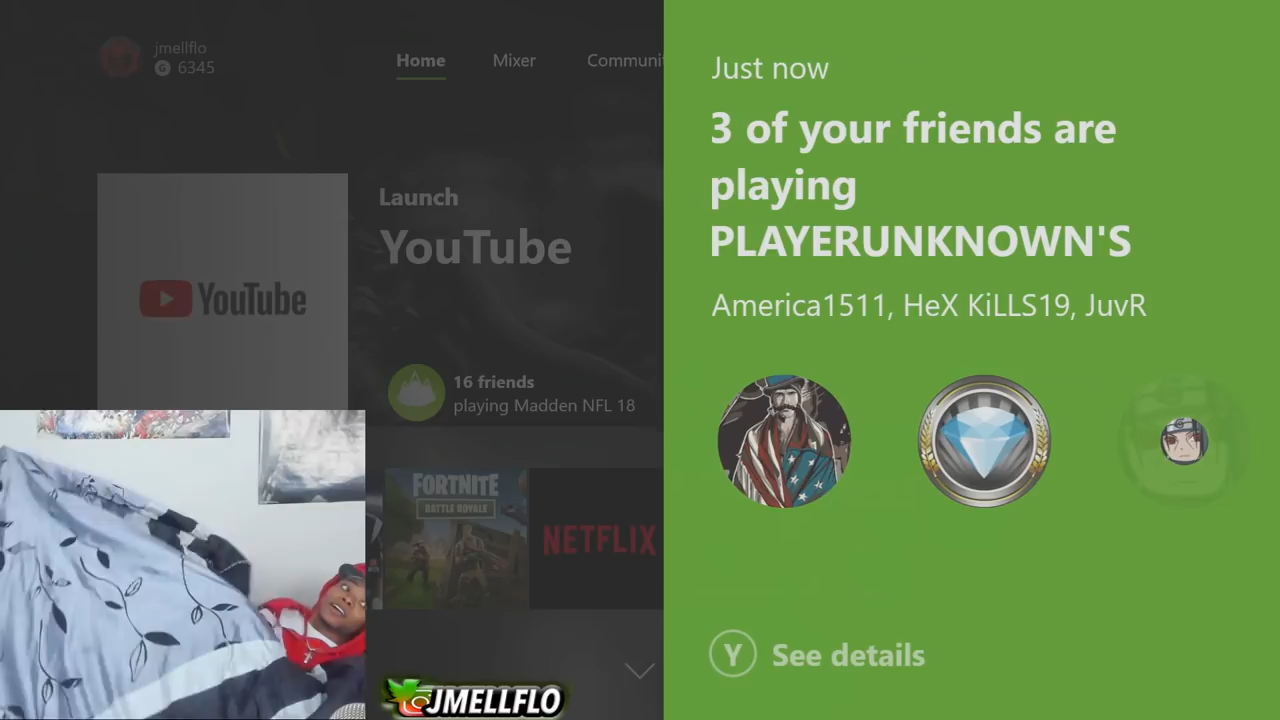 jmellflo
G 6345
Home
Mixer
Communi
Launch
YouTube
YouTube
16 friends
playing Madden NFL 18
FORTNITE
BATTLE ROYALE
NETFLIX
JMELLFLO
Just now
3 of your friends are
playing
PLAYERUNKNOWN'S
America1511, HeX KiLLS19, JuvR
Y See details